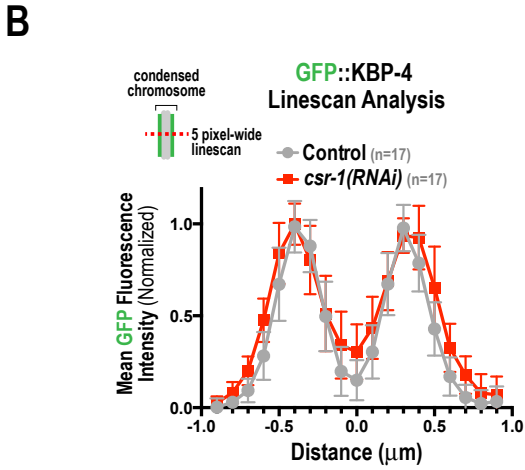 B
condensed
chromosome
5 pixel-wide
linescan
GFP::KBP-4
Linescan Analysis
Control (n=17)
csr-1(RNAi) (n=17)
Mean GFP Fluorescence
Intensity (Normalized)
1.0
0.5
0.0
-1.0 -0.5 0.0 0.5 1.0
Distance (μm)